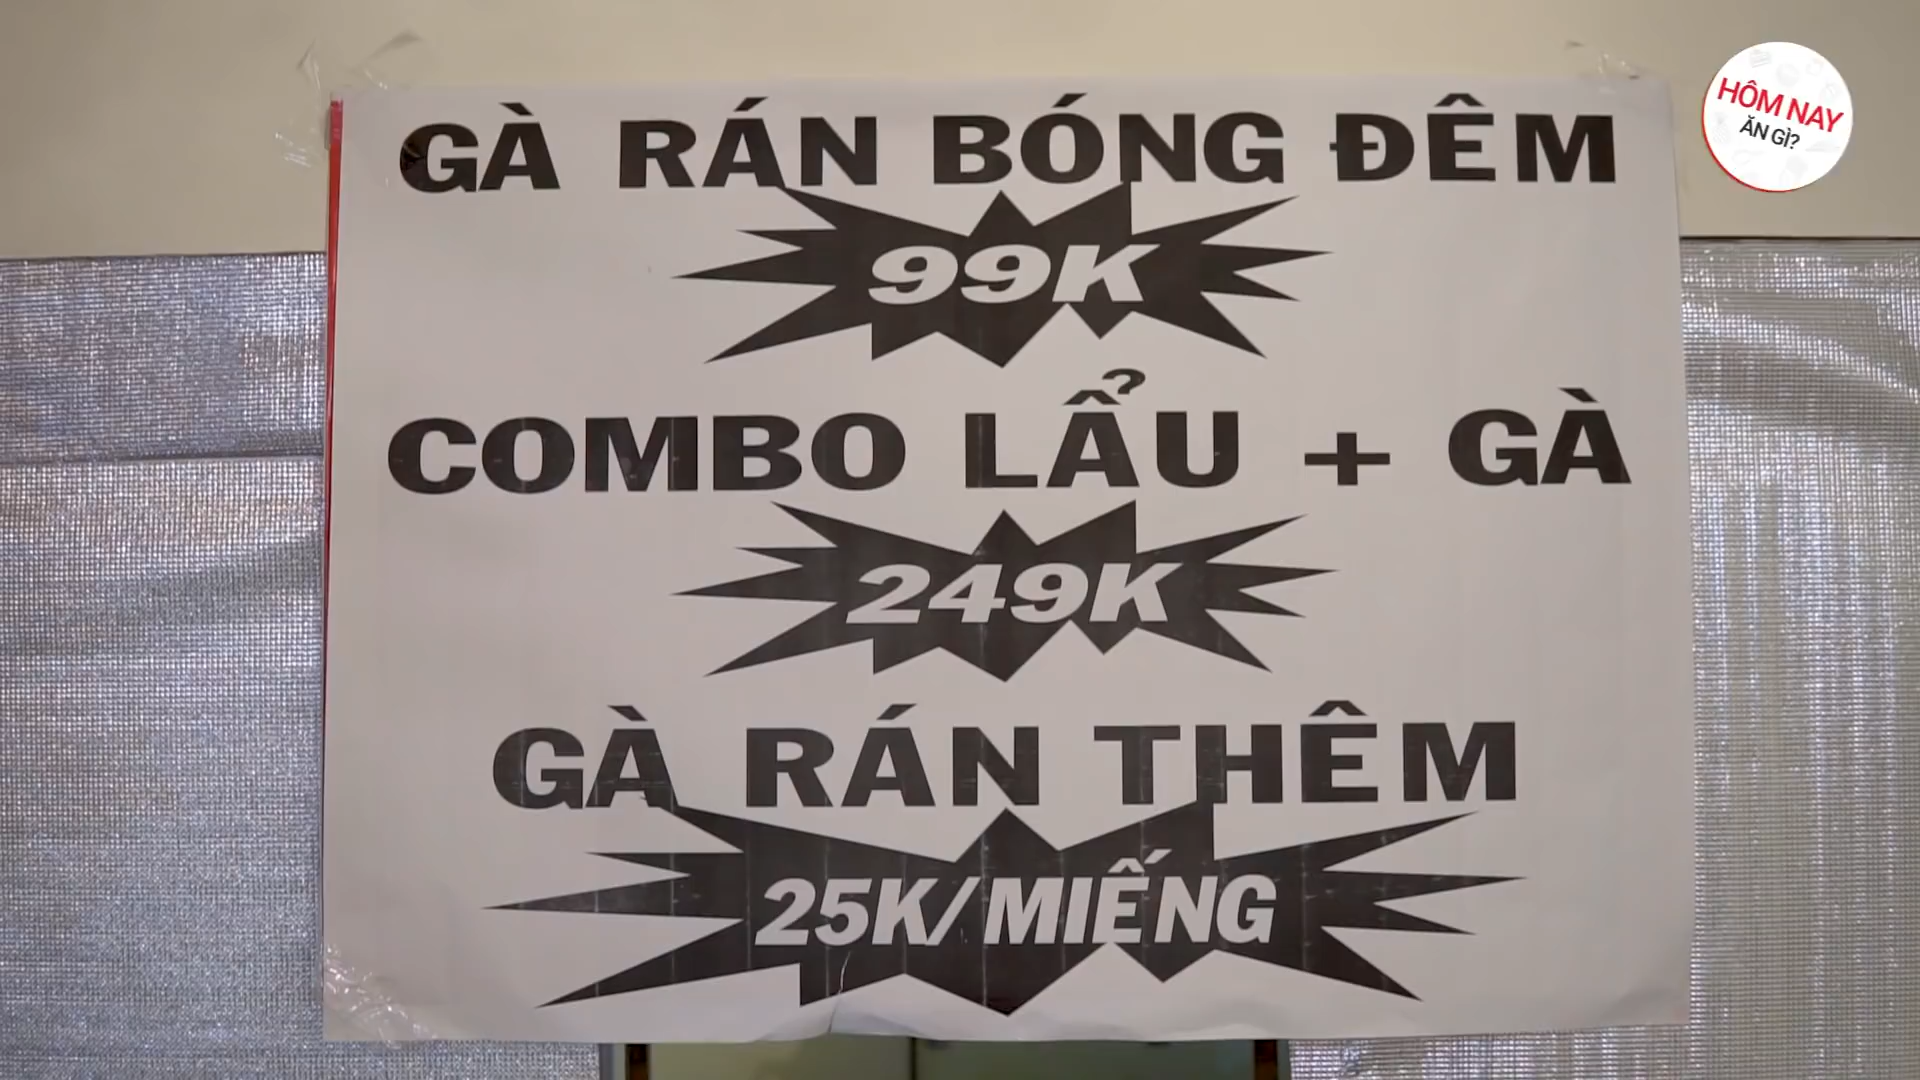 HÔM NAY
ĂN GÌ?
GÀ RÁN BÓNG ĐÊM
99K
COMBO LẨU + GÀ
249K
GÀ RÁN THÊM
25K/MIẾNG